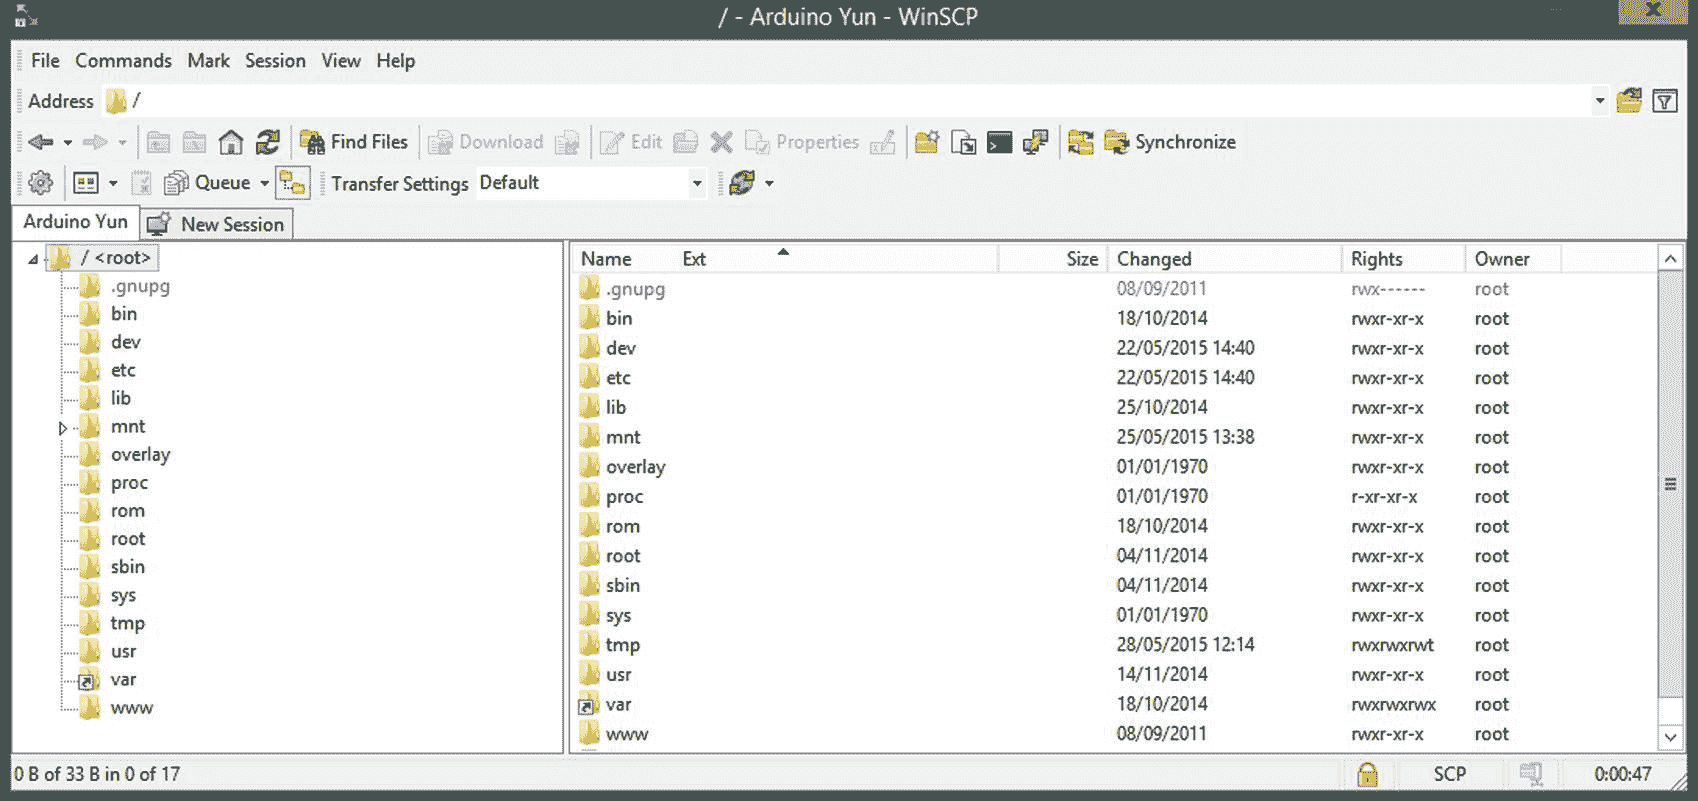 / - Arduino Yun - WinSCP
File Commands Mark Session View Help
Address /
Find Files Download Edit Properties Synchronize
Queue Transfer Settings Default
Arduino Yun New Session
/ <root>
.gnupg
bin
dev
etc
lib
mnt
overlay
proc
rom
root
sbin
sys
tmp
usr
var
www
Name Ext Size Changed Rights Owner
.gnupg 08/09/2011 rwx------ root
bin 18/10/2014 rwxr-xr-x root
dev 22/05/2015 14:40 rwxr-xr-x root
etc 22/05/2015 14:40 rwxr-xr-x root
lib 25/10/2014 rwxr-xr-x root
mnt 25/05/2015 13:38 rwxr-xr-x root
overlay 01/01/1970 rwxr-xr-x root
proc 01/01/1970 r-xr-xr-x root
rom 18/10/2014 rwxr-xr-x root
root 04/11/2014 rwxr-xr-x root
sbin 04/11/2014 rwxr-xr-x root
sys 01/01/1970 rwxr-xr-x root
tmp 28/05/2015 12:14 rwxrwxrwt root
usr 14/11/2014 rwxr-xr-x root
var 18/10/2014 rwxrwxrwx root
www 08/09/2011 rwxr-xr-x root
0 B of 33 B in 0 of 17 SCP 0:00:47